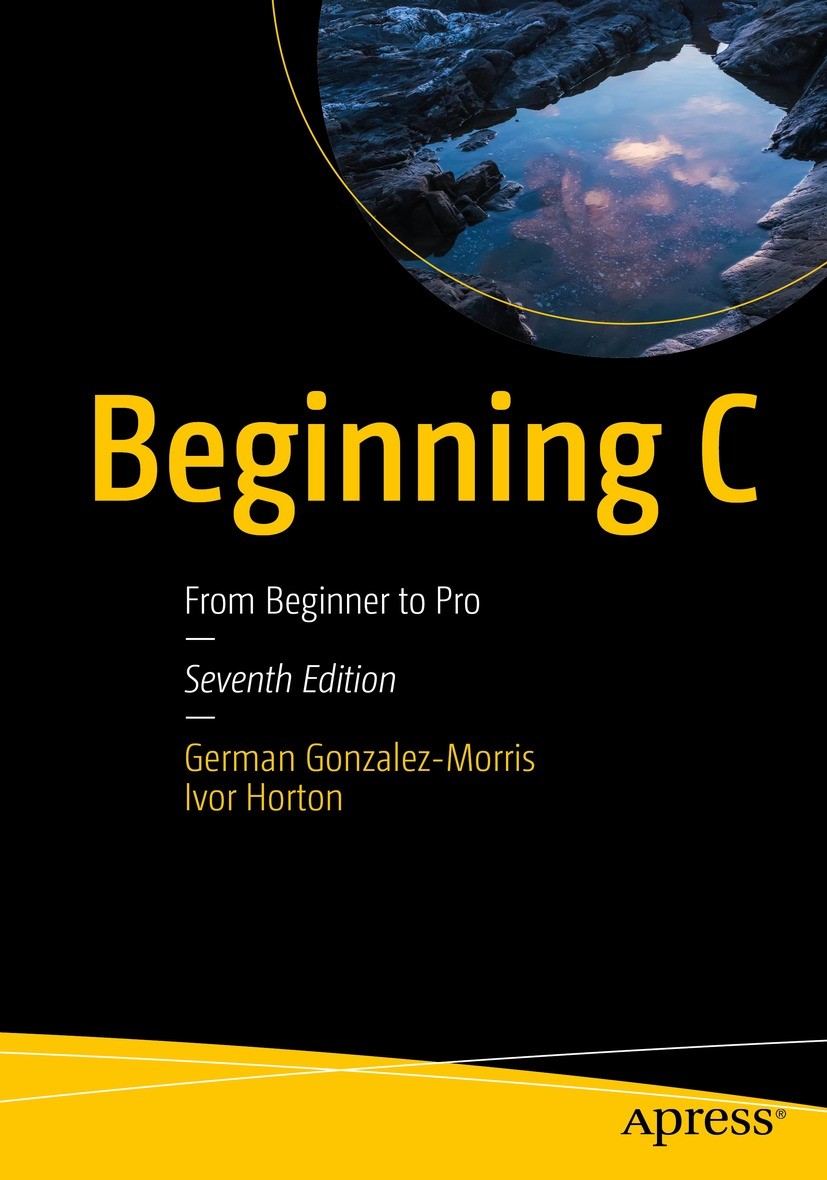 Beginning C
From Beginner to Pro
—
Seventh Edition
—
German Gonzalez-Morris
Ivor Horton
Apress®